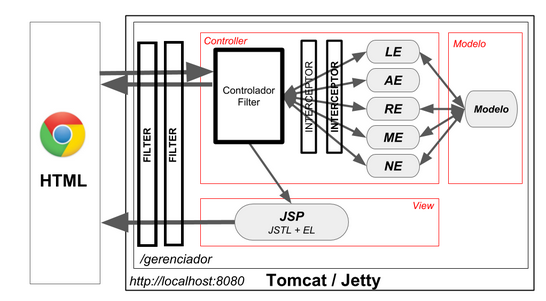 HTML
FILTER
FILTER
Controller
Controlador
Filter
INTERCEPTOR
INTERCEPTOR
LE
AE
RE
ME
NE
Modelo
Modelo
View
JSP
JSTL + EL
/gerenciador
http://localhost:8080
Tomcat / Jetty